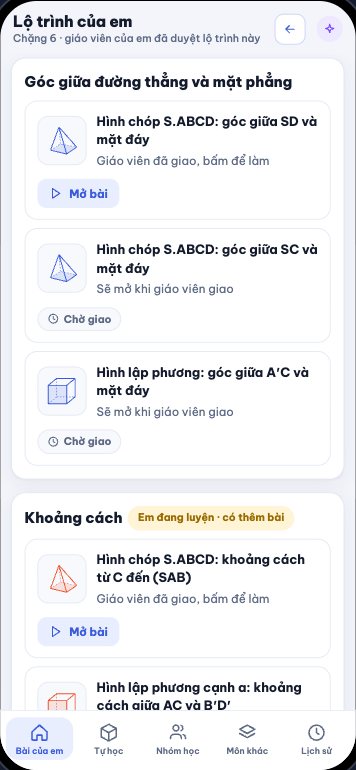 Lộ trình của em
Chặng 6 · giáo viên của em đã duyệt lộ trình này
Góc giữa đường thẳng và mặt phẳng
Hình chóp S.ABCD: góc giữa SD và
mặt đáy
Giáo viên đã giao, bấm để làm
Mở bài
Hình chóp S.ABCD: góc giữa SC và
mặt đáy
Sẽ mở khi giáo viên giao
Chờ giao
Hình lập phương: góc giữa A’C và
mặt đáy
Sẽ mở khi giáo viên giao
Chờ giao
Khoảng cách
Em đang luyện · có thêm bài
Hình chóp S.ABCD: khoảng cách
từ C đến (SAB)
Giáo viên đã giao, bấm để làm
Mở bài
Hình lập phương cạnh a: khoảng
cách giữa AC và B’D’
Bài của em
Tự học
Nhóm học
Môn khác
Lịch sử